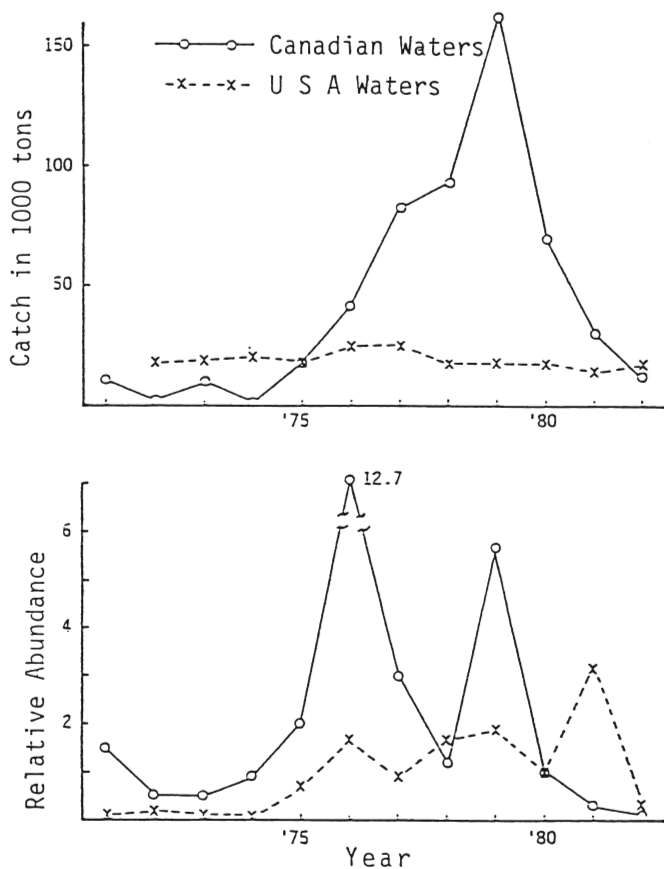 150
Canadian Waters
U S A Waters
100
50
Catch in 1000 tons
'75
'80
12.7
6
4
2
Relative Abundance
'75
'80
Year